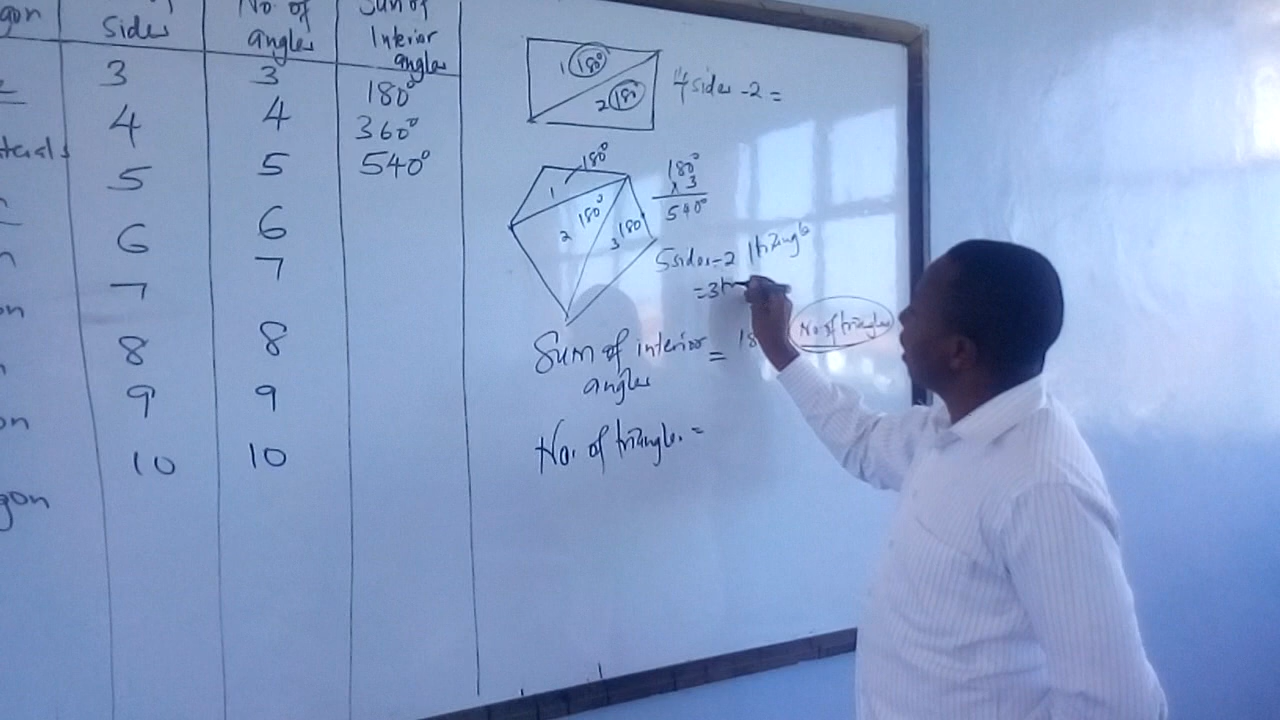 gon
Sides
No of
angles
Sum of
Interior
angles
3 3 180°
4 4 360°
5 5 540°
6 6
7 7
8 8
9 9
10 10
gon
1 180°
2 180°
4 sides - 2 =
180°
1
2 180°
3 180
180°
x 3
540°
5 sides - 2 triangle
= 3
Sum of interior = 18 No. of triangles
angles
No. of triangles =